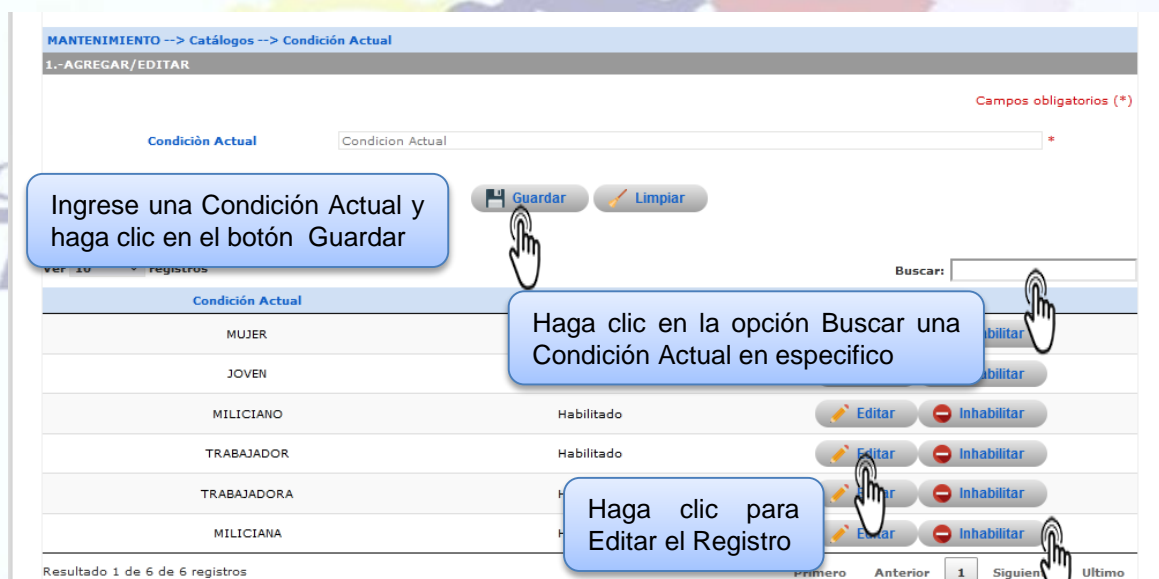 MANTENIMIENTO --> Catálogos --> Condición Actual
1.-AGREGAR/EDITAR
Campos obligatorios (*)
Condiciòn Actual Condicion Actual *
Guardar Limpiar
Ingrese una Condición Actual y
haga clic en el botón Guardar
Ver 10 registros Buscar:
Condición Actual
Haga clic en la opción Buscar una
Condición Actual en especifico
MUJER
JOVEN
MILICIANO Habilitado Editar Inhabilitar
TRABAJADOR Habilitado Editar Inhabilitar
TRABAJADORA Inhabilitar
MILICIANA Editar Inhabilitar
Haga clic para
Editar el Registro
Resultado 1 de 6 de 6 registros Primero Anterior 1 Ultimo